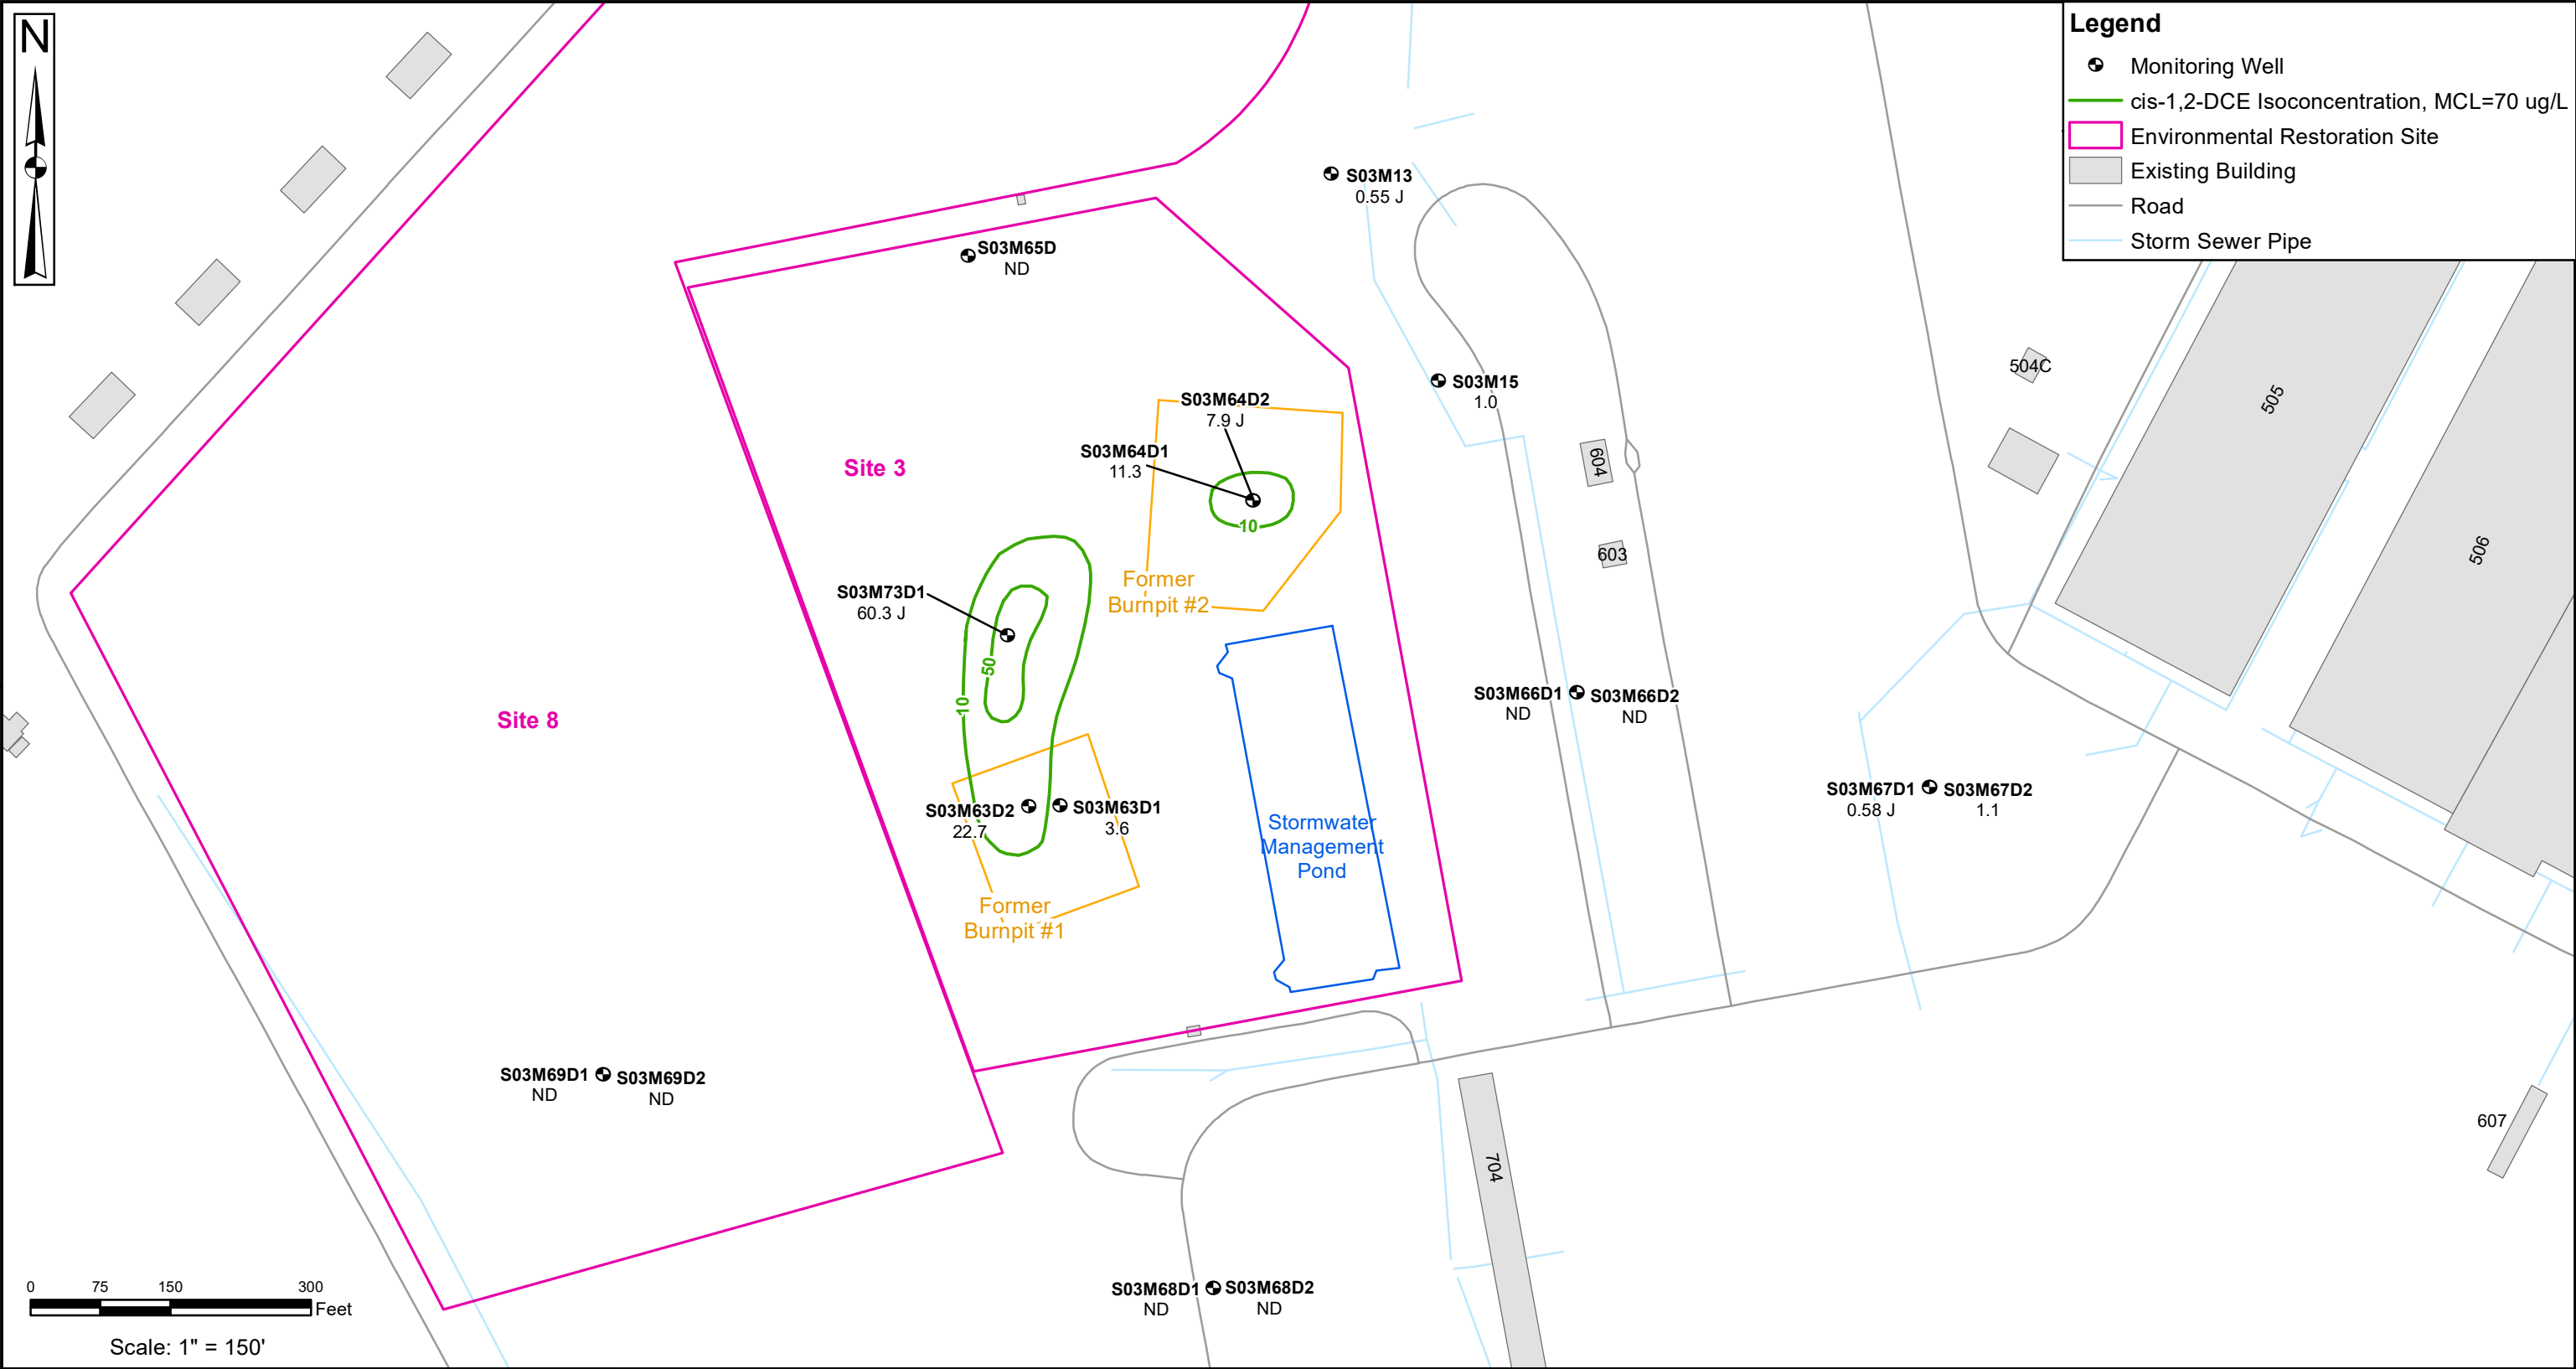 N
Legend
Monitoring Well
cis-1,2-DCE Isoconcentration, MCL=70 ug/L
Environmental Restoration Site
Existing Building
Road
Storm Sewer Pipe
S03M13
0.55 J
S03M65D
ND
S03M15
1.0
S03M64D2
7.9 J
S03M64D1
11.3
10
Site 3
504C
505
506
604
603
Former
Burnpit #2
S03M73D1
60.3 J
50
10
Site 8
S03M66D1
ND
S03M66D2
ND
S03M67D1
0.58 J
S03M67D2
1.1
S03M63D2
22.7
S03M63D1
3.6
Stormwater
Management
Pond
Former
Burnpit #1
S03M69D1
ND
S03M69D2
ND
607
704
S03M68D1
ND
S03M68D2
ND
0 75 150 300
Feet
Scale: 1" = 150'